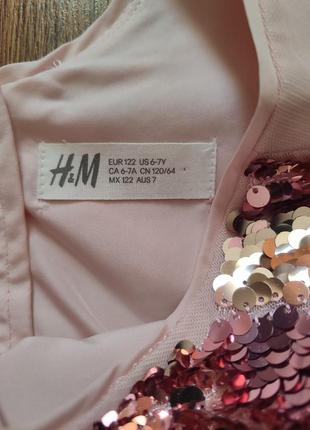 H&M
EUR 122 US 6-7Y
CA 6-7A CN 120/64
MX 122 AUS 7